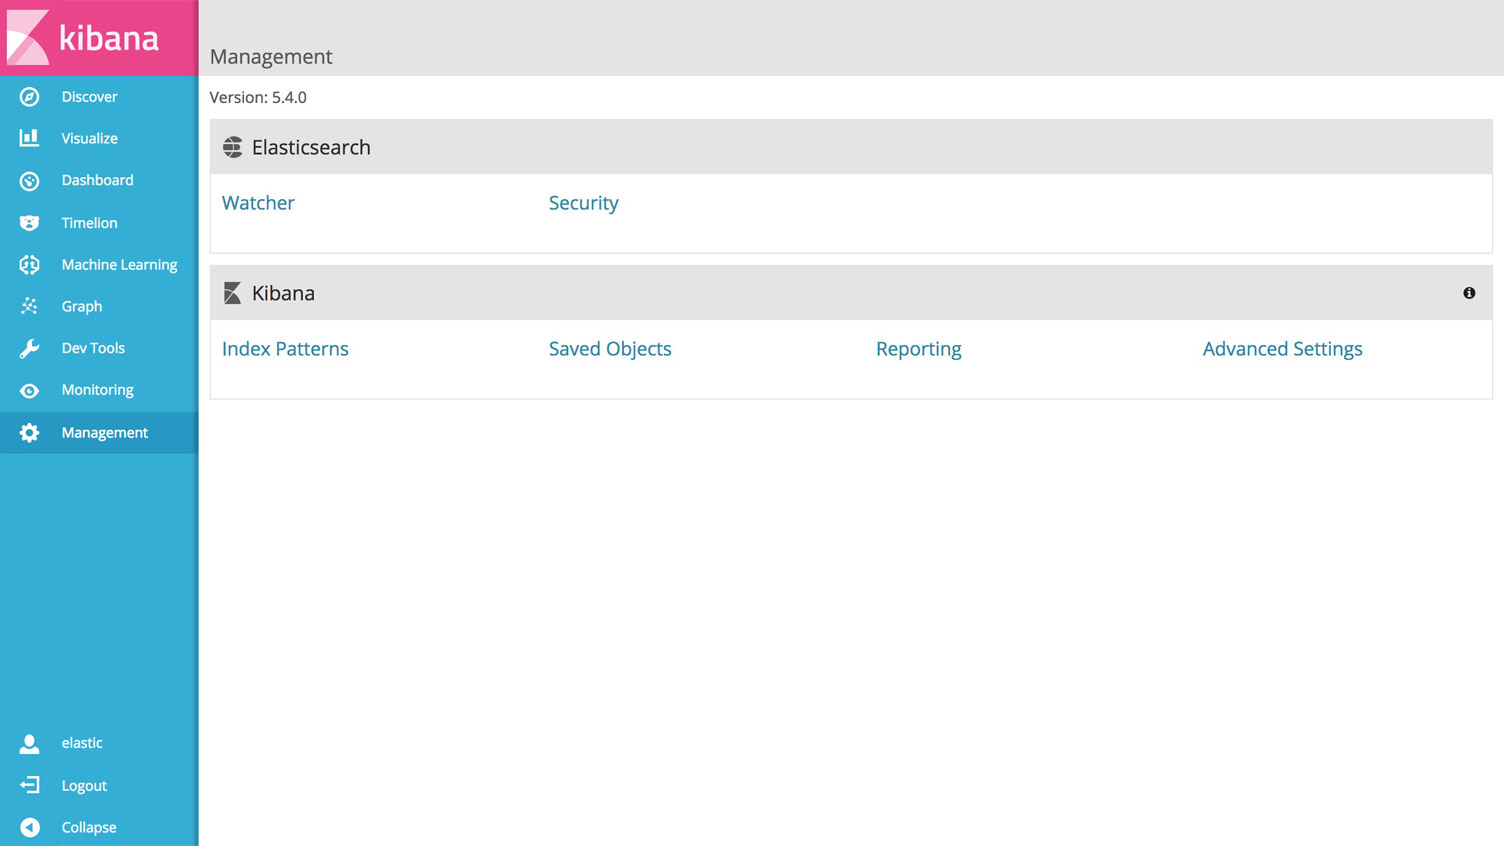 kibana
Discover
Visualize
Dashboard
Timelion
Machine Learning
Graph
Dev Tools
Monitoring
Management
elastic
Logout
Collapse
Management
Version: 5.4.0
Elasticsearch
Watcher Security
Kibana
Index Patterns Saved Objects Reporting Advanced Settings